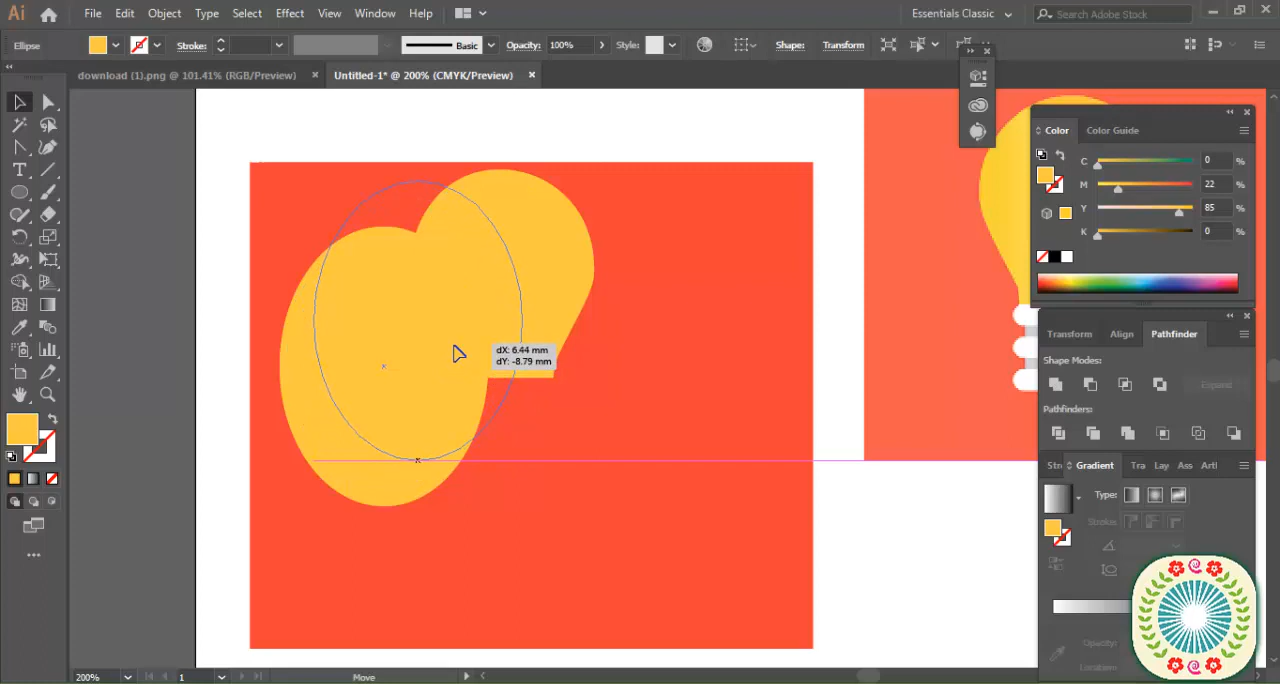 Ai File Edit Object Type Select Effect View Window Help Essentials Classic Search Adobe Stock
Ellipse Stroke: Basic Opacity: 100% Style: Shape: Transform
download (1).png @ 101.41% (RGB/Preview) × Untitled-1* @ 200% (CMYK/Preview) ×
Color Color Guide
C 0 %
M 22 %
Y 85 %
K 0 %
dX: 6.44 mm
dY: -8.79 mm
Transform Align Pathfinder
Shape Modes:
Expand
Pathfinders:
Str Gradient Tra Lay Ass Artl
Type:
Stroke:
Opacity:
Location:
200% 1 Move